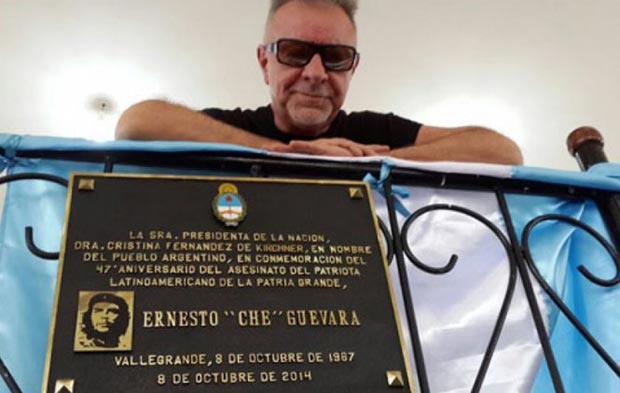 LA SRA. PRESIDENTA DE LA NACION,
DRA. CRISTINA FERNANDEZ DE KIRCHNER, EN NOMBRE
DEL PUEBLO ARGENTINO, EN CONMEMORACION DEL
47° ANIVERSARIO DEL ASESINATO DEL PATRIOTA
LATINOAMERICANO DE LA PATRIA GRANDE,
ERNESTO "CHE" GUEVARA
VALLEGRANDE, 8 DE OCTUBRE DE 1967
8 DE OCTUBRE DE 2014